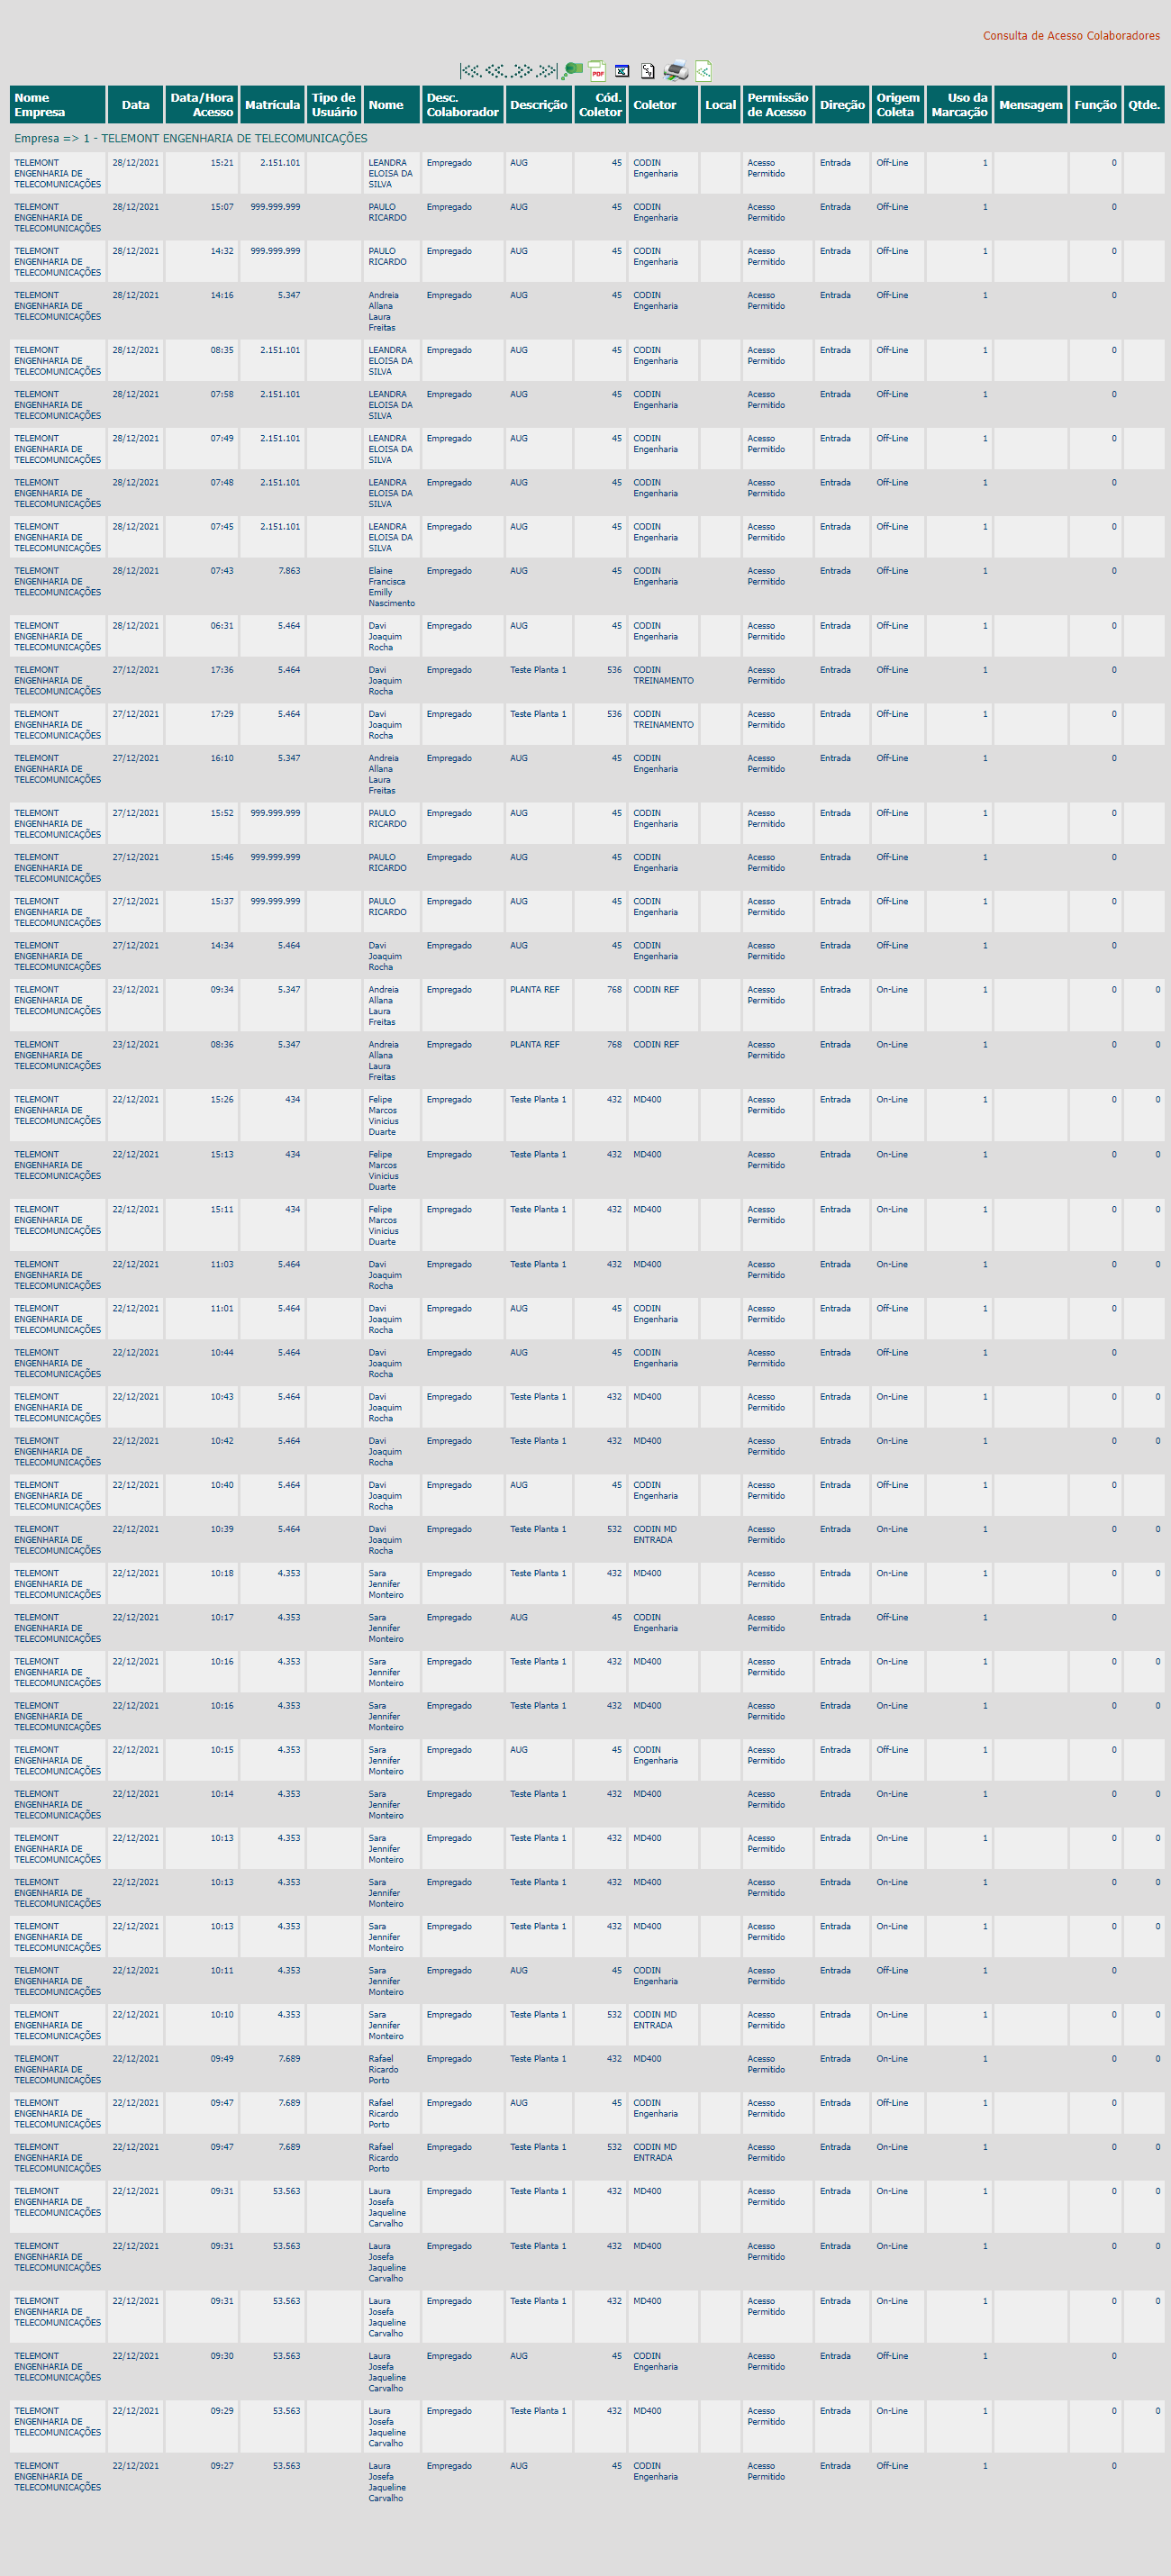 Consulta de Acesso Colaboradores
PDF
Nome Data Data/Hora Matrícula Tipo de Nome Desc. Descrição Cód. Coletor Local Permissão Direção Origem Uso da Mensagem Função Qtde.
Empresa Acesso Usuário Colaborador Coletor de Acesso Coleta Marcação
Empresa => 1 - TELEMONT ENGENHARIA DE TELECOMUNICAÇÕES
TELEMONT 28/12/2021 15:21 2.151.101 LEANDRA Empregado AUG 45 CODIN Acesso Entrada Off-Line 1 0
ENGENHARIA DE ELOISA DA Engenharia Permitido
TELECOMUNICAÇÕES SILVA
TELEMONT 28/12/2021 15:07 999.999.999 PAULO Empregado AUG 45 CODIN Acesso Entrada Off-Line 1 0
ENGENHARIA DE RICARDO Engenharia Permitido
TELECOMUNICAÇÕES
TELEMONT 28/12/2021 14:32 999.999.999 PAULO Empregado AUG 45 CODIN Acesso Entrada Off-Line 1 0
ENGENHARIA DE RICARDO Engenharia Permitido
TELECOMUNICAÇÕES
TELEMONT 28/12/2021 14:16 5.347 Andreia Empregado AUG 45 CODIN Acesso Entrada Off-Line 1 0
ENGENHARIA DE Allana Engenharia Permitido
TELECOMUNICAÇÕES Laura
Freitas
TELEMONT 28/12/2021 08:35 2.151.101 LEANDRA Empregado AUG 45 CODIN Acesso Entrada Off-Line 1 0
ENGENHARIA DE ELOISA DA Engenharia Permitido
TELECOMUNICAÇÕES SILVA
TELEMONT 28/12/2021 07:58 2.151.101 LEANDRA Empregado AUG 45 CODIN Acesso Entrada Off-Line 1 0
ENGENHARIA DE ELOISA DA Engenharia Permitido
TELECOMUNICAÇÕES SILVA
TELEMONT 28/12/2021 07:49 2.151.101 LEANDRA Empregado AUG 45 CODIN Acesso Entrada Off-Line 1 0
ENGENHARIA DE ELOISA DA Engenharia Permitido
TELECOMUNICAÇÕES SILVA
TELEMONT 28/12/2021 07:48 2.151.101 LEANDRA Empregado AUG 45 CODIN Acesso Entrada Off-Line 1 0
ENGENHARIA DE ELOISA DA Engenharia Permitido
TELECOMUNICAÇÕES SILVA
TELEMONT 28/12/2021 07:45 2.151.101 LEANDRA Empregado AUG 45 CODIN Acesso Entrada Off-Line 1 0
ENGENHARIA DE ELOISA DA Engenharia Permitido
TELECOMUNICAÇÕES SILVA
TELEMONT 28/12/2021 07:43 7.863 Elaine Empregado AUG 45 CODIN Acesso Entrada Off-Line 1 0
ENGENHARIA DE Francisca Engenharia Permitido
TELECOMUNICAÇÕES Emilly
Nascimento
TELEMONT 28/12/2021 06:31 5.464 Davi Empregado AUG 45 CODIN Acesso Entrada Off-Line 1 0
ENGENHARIA DE Joaquim Engenharia Permitido
TELECOMUNICAÇÕES Rocha
TELEMONT 27/12/2021 17:36 5.464 Davi Empregado Teste Planta 1 536 CODIN Acesso Entrada Off-Line 1 0
ENGENHARIA DE Joaquim TREINAMENTO Permitido
TELECOMUNICAÇÕES Rocha
TELEMONT 27/12/2021 17:29 5.464 Davi Empregado Teste Planta 1 536 CODIN Acesso Entrada Off-Line 1 0
ENGENHARIA DE Joaquim TREINAMENTO Permitido
TELECOMUNICAÇÕES Rocha
TELEMONT 27/12/2021 16:10 5.347 Andreia Empregado AUG 45 CODIN Acesso Entrada Off-Line 1 0
ENGENHARIA DE Allana Engenharia Permitido
TELECOMUNICAÇÕES Laura
Freitas
TELEMONT 27/12/2021 15:52 999.999.999 PAULO Empregado AUG 45 CODIN Acesso Entrada Off-Line 1 0
ENGENHARIA DE RICARDO Engenharia Permitido
TELECOMUNICAÇÕES
TELEMONT 27/12/2021 15:46 999.999.999 PAULO Empregado AUG 45 CODIN Acesso Entrada Off-Line 1 0
ENGENHARIA DE RICARDO Engenharia Permitido
TELECOMUNICAÇÕES
TELEMONT 27/12/2021 15:37 999.999.999 PAULO Empregado AUG 45 CODIN Acesso Entrada Off-Line 1 0
ENGENHARIA DE RICARDO Engenharia Permitido
TELECOMUNICAÇÕES
TELEMONT 27/12/2021 14:34 5.464 Davi Empregado AUG 45 CODIN Acesso Entrada Off-Line 1 0
ENGENHARIA DE Joaquim Engenharia Permitido
TELECOMUNICAÇÕES Rocha
TELEMONT 23/12/2021 09:34 5.347 Andreia Empregado PLANTA REF 768 CODIN REF Acesso Entrada On-Line 1 0 0
ENGENHARIA DE Allana Permitido
TELECOMUNICAÇÕES Laura
Freitas
TELEMONT 23/12/2021 08:36 5.347 Andreia Empregado PLANTA REF 768 CODIN REF Acesso Entrada On-Line 1 0 0
ENGENHARIA DE Allana Permitido
TELECOMUNICAÇÕES Laura
Freitas
TELEMONT 22/12/2021 15:26 434 Felipe Empregado Teste Planta 1 432 MD400 Acesso Entrada On-Line 1 0 0
ENGENHARIA DE Marcos Permitido
TELECOMUNICAÇÕES Vinicius
Duarte
TELEMONT 22/12/2021 15:13 434 Felipe Empregado Teste Planta 1 432 MD400 Acesso Entrada On-Line 1 0 0
ENGENHARIA DE Marcos Permitido
TELECOMUNICAÇÕES Vinicius
Duarte
TELEMONT 22/12/2021 15:11 434 Felipe Empregado Teste Planta 1 432 MD400 Acesso Entrada On-Line 1 0 0
ENGENHARIA DE Marcos Permitido
TELECOMUNICAÇÕES Vinicius
Duarte
TELEMONT 22/12/2021 11:03 5.464 Davi Empregado Teste Planta 1 432 MD400 Acesso Entrada On-Line 1 0 0
ENGENHARIA DE Joaquim Permitido
TELECOMUNICAÇÕES Rocha
TELEMONT 22/12/2021 11:01 5.464 Davi Empregado AUG 45 CODIN Acesso Entrada Off-Line 1 0
ENGENHARIA DE Joaquim Engenharia Permitido
TELECOMUNICAÇÕES Rocha
TELEMONT 22/12/2021 10:44 5.464 Davi Empregado AUG 45 CODIN Acesso Entrada Off-Line 1 0
ENGENHARIA DE Joaquim Engenharia Permitido
TELECOMUNICAÇÕES Rocha
TELEMONT 22/12/2021 10:43 5.464 Davi Empregado Teste Planta 1 432 MD400 Acesso Entrada On-Line 1 0 0
ENGENHARIA DE Joaquim Permitido
TELECOMUNICAÇÕES Rocha
TELEMONT 22/12/2021 10:42 5.464 Davi Empregado Teste Planta 1 432 MD400 Acesso Entrada On-Line 1 0 0
ENGENHARIA DE Joaquim Permitido
TELECOMUNICAÇÕES Rocha
TELEMONT 22/12/2021 10:40 5.464 Davi Empregado AUG 45 CODIN Acesso Entrada Off-Line 1 0
ENGENHARIA DE Joaquim Engenharia Permitido
TELECOMUNICAÇÕES Rocha
TELEMONT 22/12/2021 10:39 5.464 Davi Empregado Teste Planta 1 532 CODIN MD Acesso Entrada On-Line 1 0 0
ENGENHARIA DE Joaquim ENTRADA Permitido
TELECOMUNICAÇÕES Rocha
TELEMONT 22/12/2021 10:18 4.353 Sara Empregado Teste Planta 1 432 MD400 Acesso Entrada On-Line 1 0 0
ENGENHARIA DE Jennifer Permitido
TELECOMUNICAÇÕES Monteiro
TELEMONT 22/12/2021 10:17 4.353 Sara Empregado AUG 45 CODIN Acesso Entrada Off-Line 1 0
ENGENHARIA DE Jennifer Engenharia Permitido
TELECOMUNICAÇÕES Monteiro
TELEMONT 22/12/2021 10:16 4.353 Sara Empregado Teste Planta 1 432 MD400 Acesso Entrada On-Line 1 0 0
ENGENHARIA DE Jennifer Permitido
TELECOMUNICAÇÕES Monteiro
TELEMONT 22/12/2021 10:16 4.353 Sara Empregado Teste Planta 1 432 MD400 Acesso Entrada On-Line 1 0 0
ENGENHARIA DE Jennifer Permitido
TELECOMUNICAÇÕES Monteiro
TELEMONT 22/12/2021 10:15 4.353 Sara Empregado AUG 45 CODIN Acesso Entrada Off-Line 1 0
ENGENHARIA DE Jennifer Engenharia Permitido
TELECOMUNICAÇÕES Monteiro
TELEMONT 22/12/2021 10:14 4.353 Sara Empregado Teste Planta 1 432 MD400 Acesso Entrada On-Line 1 0 0
ENGENHARIA DE Jennifer Permitido
TELECOMUNICAÇÕES Monteiro
TELEMONT 22/12/2021 10:13 4.353 Sara Empregado Teste Planta 1 432 MD400 Acesso Entrada On-Line 1 0 0
ENGENHARIA DE Jennifer Permitido
TELECOMUNICAÇÕES Monteiro
TELEMONT 22/12/2021 10:13 4.353 Sara Empregado Teste Planta 1 432 MD400 Acesso Entrada On-Line 1 0 0
ENGENHARIA DE Jennifer Permitido
TELECOMUNICAÇÕES Monteiro
TELEMONT 22/12/2021 10:13 4.353 Sara Empregado Teste Planta 1 432 MD400 Acesso Entrada On-Line 1 0 0
ENGENHARIA DE Jennifer Permitido
TELECOMUNICAÇÕES Monteiro
TELEMONT 22/12/2021 10:11 4.353 Sara Empregado AUG 45 CODIN Acesso Entrada Off-Line 1 0
ENGENHARIA DE Jennifer Engenharia Permitido
TELECOMUNICAÇÕES Monteiro
TELEMONT 22/12/2021 10:10 4.353 Sara Empregado Teste Planta 1 532 CODIN MD Acesso Entrada On-Line 1 0 0
ENGENHARIA DE Jennifer ENTRADA Permitido
TELECOMUNICAÇÕES Monteiro
TELEMONT 22/12/2021 09:49 7.689 Rafael Empregado Teste Planta 1 432 MD400 Acesso Entrada On-Line 1 0 0
ENGENHARIA DE Ricardo Permitido
TELECOMUNICAÇÕES Porto
TELEMONT 22/12/2021 09:47 7.689 Rafael Empregado AUG 45 CODIN Acesso Entrada Off-Line 1 0
ENGENHARIA DE Ricardo Engenharia Permitido
TELECOMUNICAÇÕES Porto
TELEMONT 22/12/2021 09:47 7.689 Rafael Empregado Teste Planta 1 532 CODIN MD Acesso Entrada On-Line 1 0 0
ENGENHARIA DE Ricardo ENTRADA Permitido
TELECOMUNICAÇÕES Porto
TELEMONT 22/12/2021 09:31 53.563 Laura Empregado Teste Planta 1 432 MD400 Acesso Entrada On-Line 1 0 0
ENGENHARIA DE Josefa Permitido
TELECOMUNICAÇÕES Jaqueline
Carvalho
TELEMONT 22/12/2021 09:31 53.563 Laura Empregado Teste Planta 1 432 MD400 Acesso Entrada On-Line 1 0 0
ENGENHARIA DE Josefa Permitido
TELECOMUNICAÇÕES Jaqueline
Carvalho
TELEMONT 22/12/2021 09:31 53.563 Laura Empregado Teste Planta 1 432 MD400 Acesso Entrada On-Line 1 0 0
ENGENHARIA DE Josefa Permitido
TELECOMUNICAÇÕES Jaqueline
Carvalho
TELEMONT 22/12/2021 09:30 53.563 Laura Empregado AUG 45 CODIN Acesso Entrada Off-Line 1 0
ENGENHARIA DE Josefa Engenharia Permitido
TELECOMUNICAÇÕES Jaqueline
Carvalho
TELEMONT 22/12/2021 09:29 53.563 Laura Empregado Teste Planta 1 432 MD400 Acesso Entrada On-Line 1 0 0
ENGENHARIA DE Josefa Permitido
TELECOMUNICAÇÕES Jaqueline
Carvalho
TELEMONT 22/12/2021 09:27 53.563 Laura Empregado AUG 45 CODIN Acesso Entrada Off-Line 1 0
ENGENHARIA DE Josefa Engenharia Permitido
TELECOMUNICAÇÕES Jaqueline
Carvalho